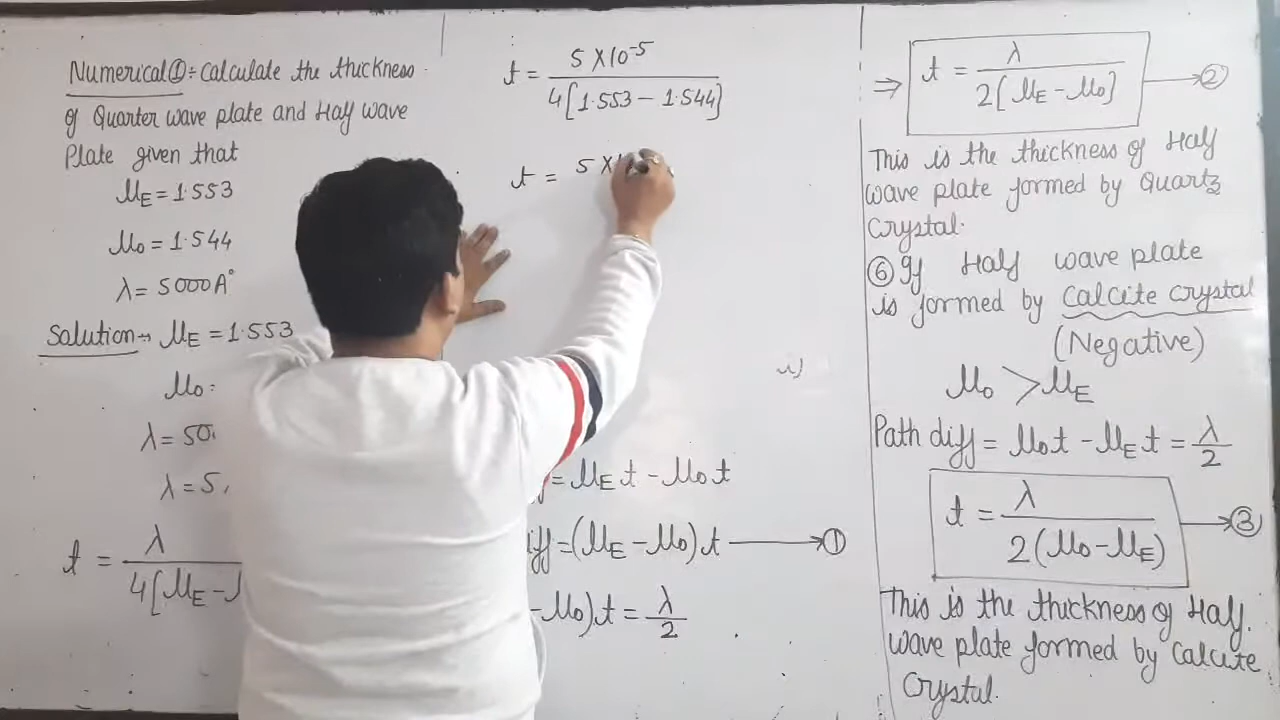 Numerical ① :- Calculate the thickness
of Quarter wave plate and Half wave
Plate given that
μE = 1.553
μo = 1.544
λ = 5000 A°
Solution → μE = 1.553
μo =
λ = 50
λ = 5
t = λ / 4[μE -
t = 5 X 10⁻⁵ / 4[1.553 - 1.544]
t = 5 X
= μE t - μo t
iff = (μE - μo) t → ①
- μo) t = λ/2
⇒ t = λ / 2[μE - μo] → ②
This is the thickness of Half
wave plate formed by Quartz
Crystal.
⑥ If Half wave plate
is formed by Calcite crystal
(Negative)
μo > μE
Path diff = μo t - μE t = λ/2
t = λ / 2(μo - μE) → ③
This is the thickness of Half.
wave plate formed by Calcite
Crystal.